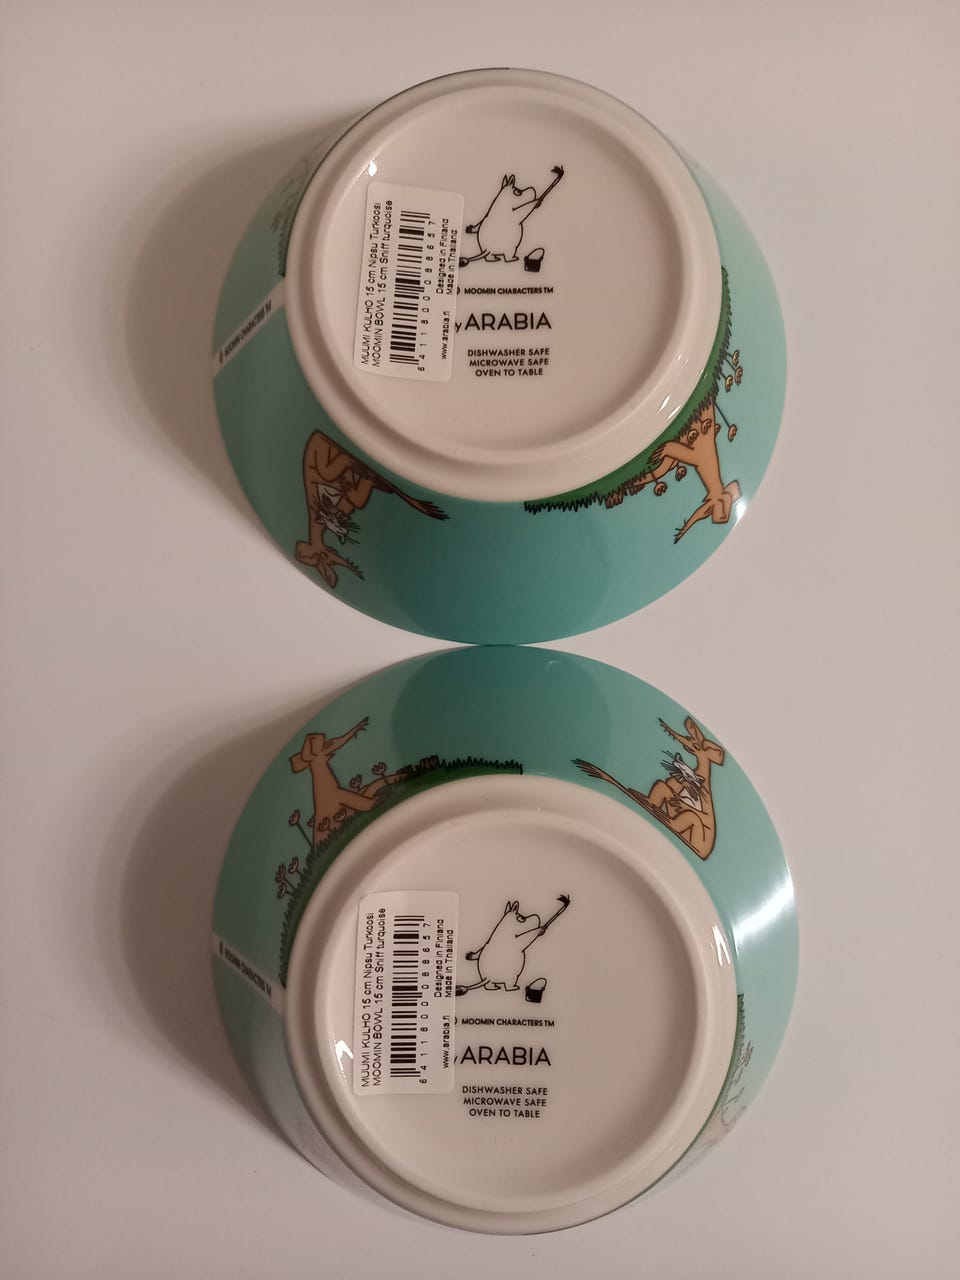 MUUMI KULHO 15 cm Nipsu Turkoosi
MOOMIN BOWL 15 cm Sniff turquoise
6 411800 088657
Designed in Finland
www.arabia.fi Made in Thailand
MOOMIN CHARACTERS TM
ARABIA
DISHWASHER SAFE
MICROWAVE SAFE
OVEN TO TABLE
© MOOMIN CHARACTERS TM
MUUMI KULHO 15 cm Nipsu Turkoosi
MOOMIN BOWL 15 cm Sniff turquoise
6 411800 088657
Designed in Finland
www.arabia.fi Made in Thailand
MOOMIN CHARACTERS TM
ARABIA
DISHWASHER SAFE
MICROWAVE SAFE
OVEN TO TABLE
© MOOMIN CHARACTERS TM